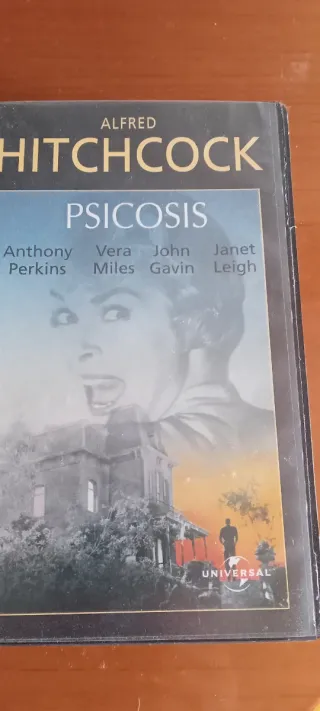 ALFRED
HITCHCOCK
PSICOSIS
Anthony Vera John Janet
Perkins Miles Gavin Leigh
UNIVERSAL